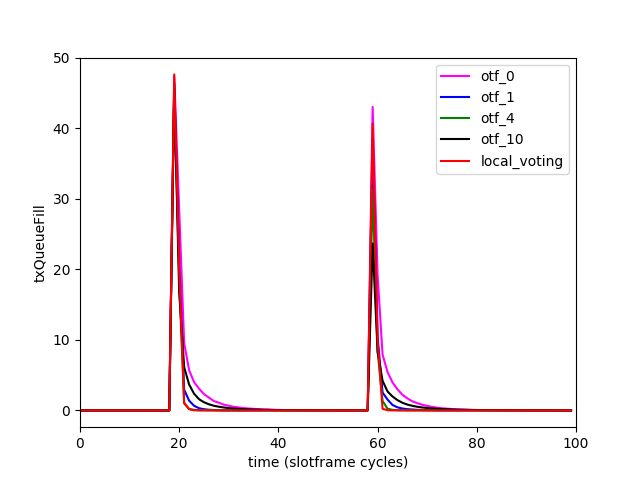 50
40
30
20
10
0
txQueueFill
otf_0
otf_1
otf_4
otf_10
local_voting
0 20 40 60 80 100
time (slotframe cycles)